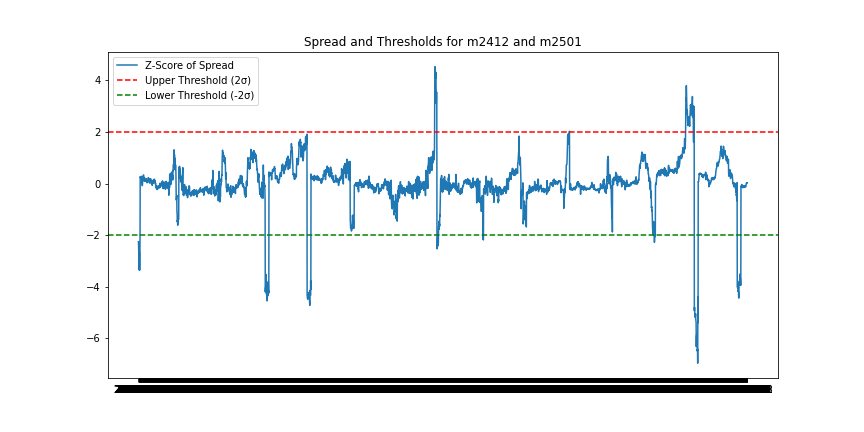 Spread and Thresholds for m2412 and m2501
Z-Score of Spread
Upper Threshold (2σ)
Lower Threshold (-2σ)
4
2
0
−2
−4
−6